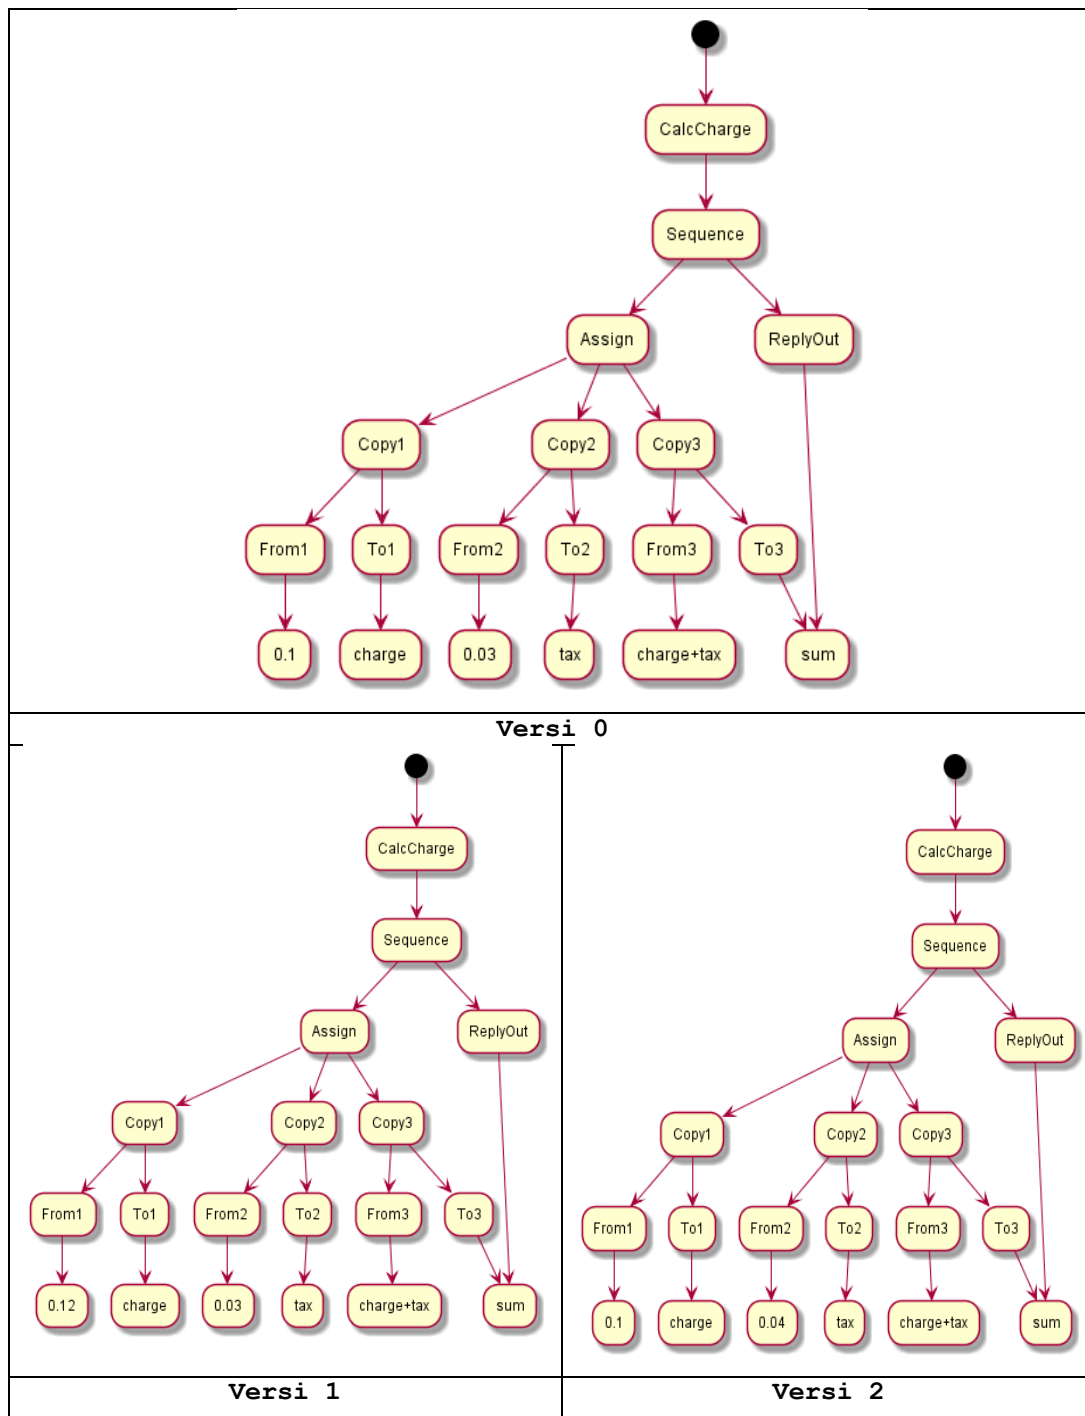 CalcCharge
Sequence
Assign
ReplyOut
Copy1
Copy2
Copy3
From1
To1
From2
To2
From3
To3
0.1
charge
0.03
tax
charge+tax
sum
Versi 0
CalcCharge
Sequence
Assign
ReplyOut
Copy1
Copy2
Copy3
From1
To1
From2
To2
From3
To3
0.12
charge
0.03
tax
charge+tax
sum
Versi 1
CalcCharge
Sequence
Assign
ReplyOut
Copy1
Copy2
Copy3
From1
To1
From2
To2
From3
To3
0.1
charge
0.04
tax
charge+tax
sum
Versi 2